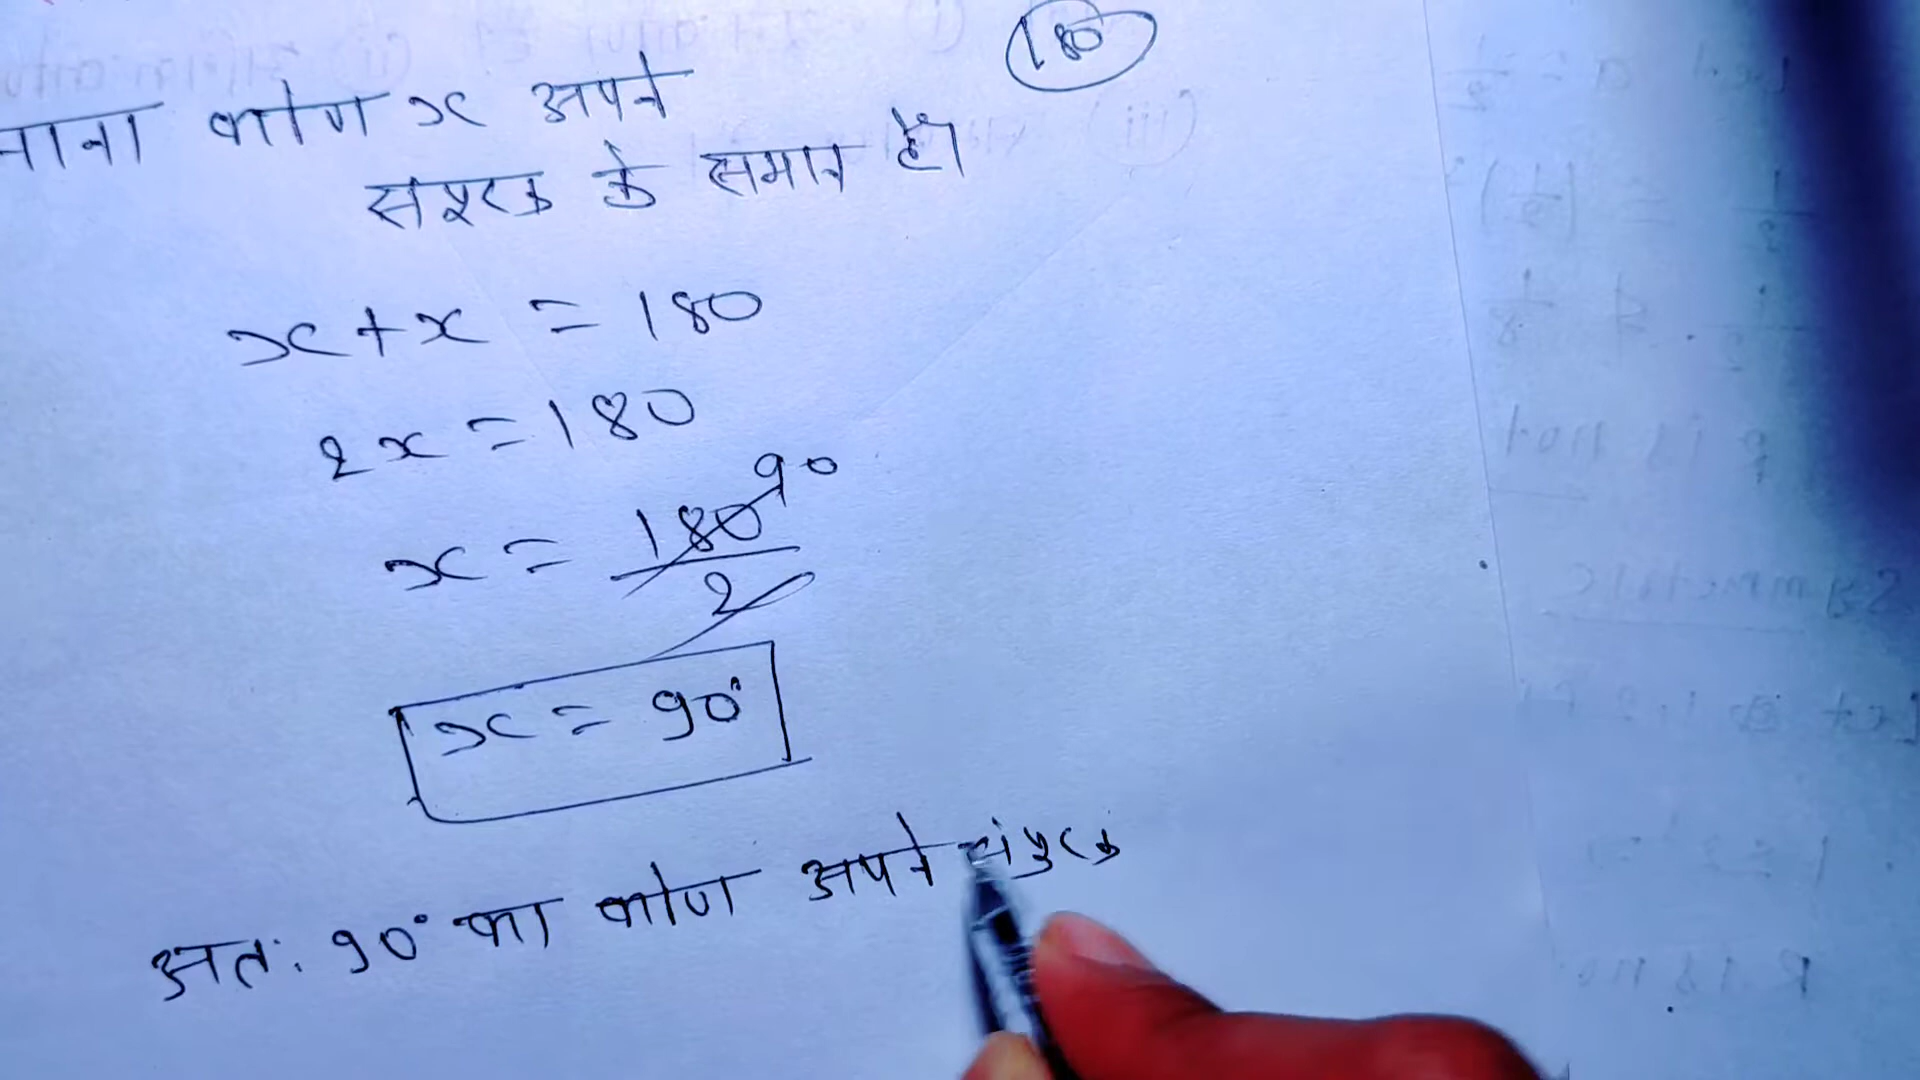 180
माना कोण x अपने
संपूरक के समान है।
x + x = 180
2x = 180
x = 180/2 90
x = 90°
अतः 90° का कोण अपने संपुरक